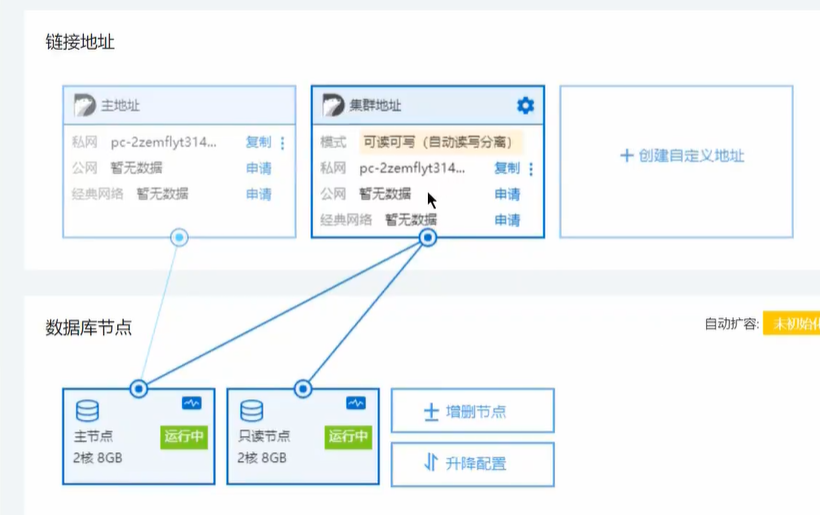 链接地址
主地址
私网 pc-2zemflyt314... 复制
公网 暂无数据 申请
经典网络 暂无数据 申请
集群地址
模式 可读可写（自动读写分离）
私网 pc-2zemflyt314... 复制
公网 暂无数据 申请
经典网络 暂无数据 申请
+ 创建自定义地址
数据库节点
自动扩容: 未初始化
主节点 运行中
2核 8GB
只读节点 运行中
2核 8GB
增删节点
升降配置